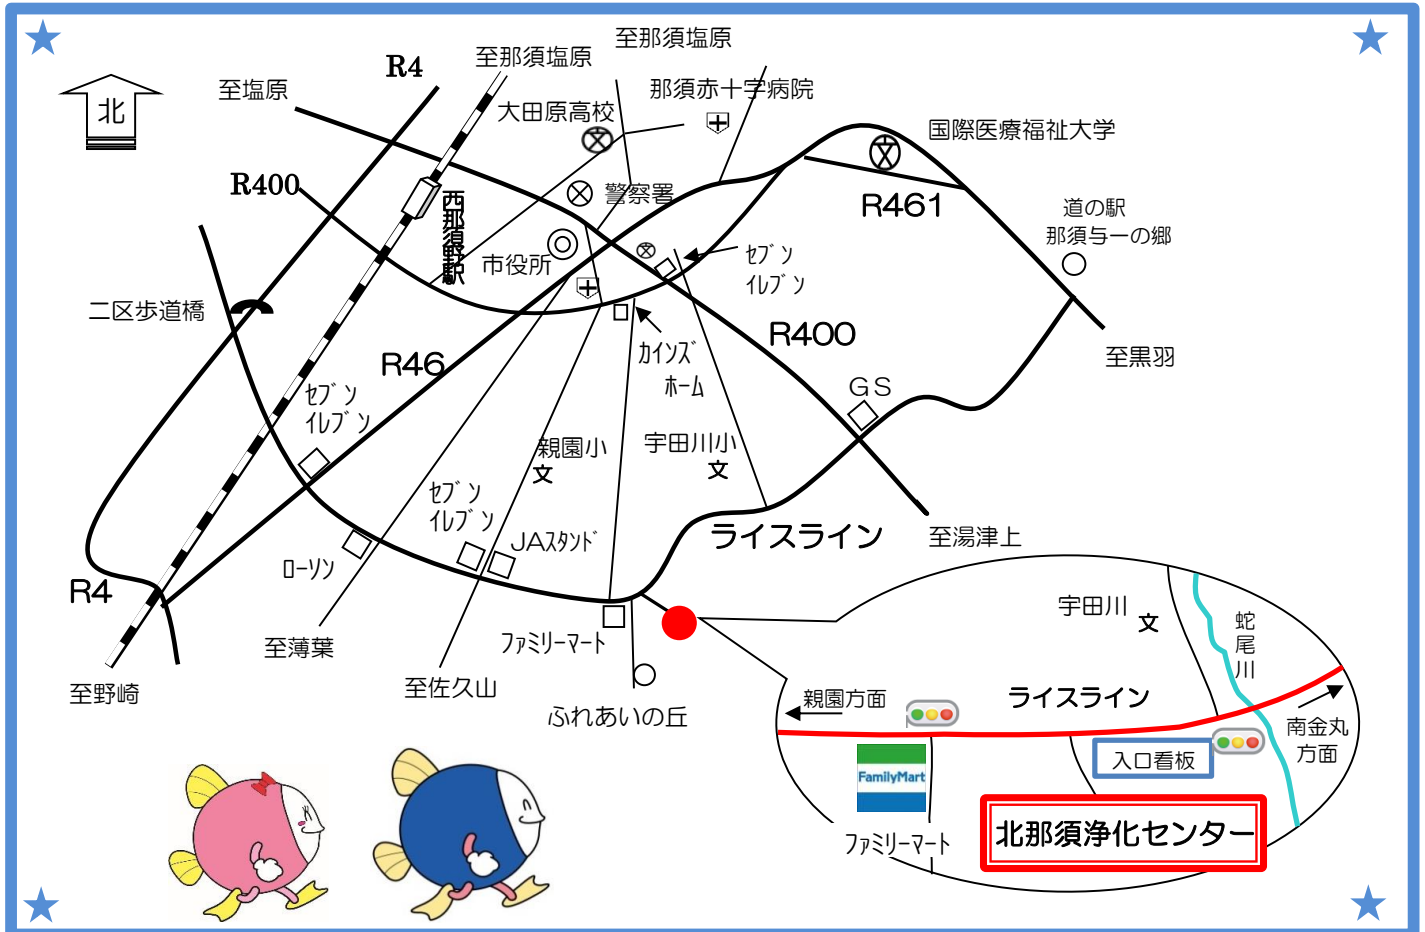 至那須塩原
至那須塩原
R4
至塩原
那須赤十字病院
大田原高校
北
国際医療福祉大学
R400
西那須野駅
警察署
R461
道の駅
那須与一の郷
市役所
ｾﾌﾞﾝ
ｲﾚﾌﾞﾝ
二区歩道橋
R400
R46
ｶｲﾝｽﾞ
ﾎｰﾑ
至黒羽
ｾﾌﾞﾝ
ｲﾚﾌﾞﾝ
GS
親園小
文
宇田川小
文
ｾﾌﾞﾝ
ｲﾚﾌﾞﾝ
JAｽﾀﾝﾄﾞ
ライスライン
至湯津上
ﾛｰｿﾝ
R4
至薄葉
ﾌｧﾐﾘｰﾏｰﾄ
至野崎
至佐久山
ふれあいの丘
宇田川
文
蛇尾川
ライスライン
親園方面
南金丸
方面
入口看板
FamilyMart
ﾌｧﾐﾘｰﾏｰﾄ
北那須浄化センター